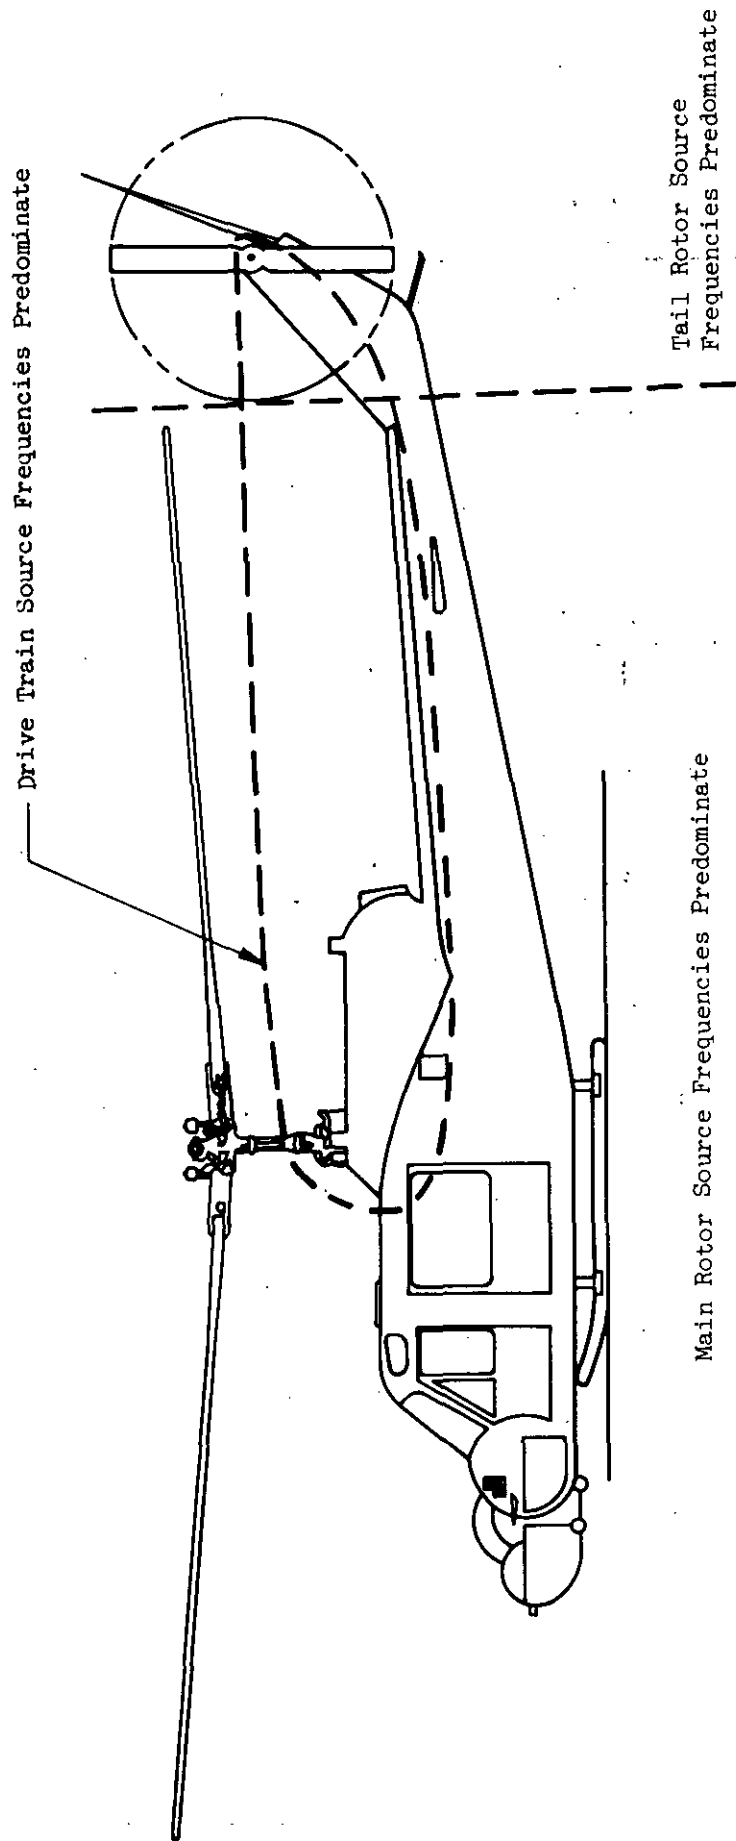 Drive Train Source Frequencies Predominate
Main Rotor Source Frequencies Predominate
Tail Rotor Source
Frequencies Predominate